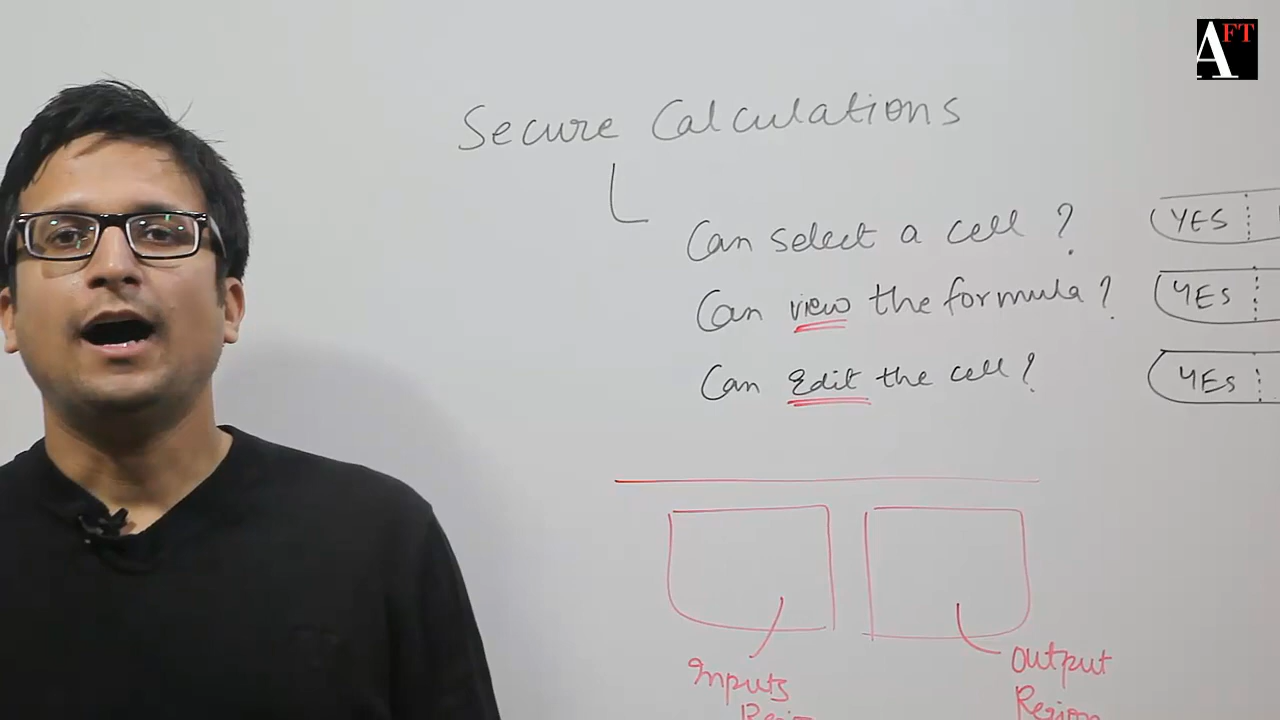 AFT
Secure Calculations
Can select a cell ? YES
Can view the formula? YES
Can Edit the cell? YES
Inputs
Output
Region